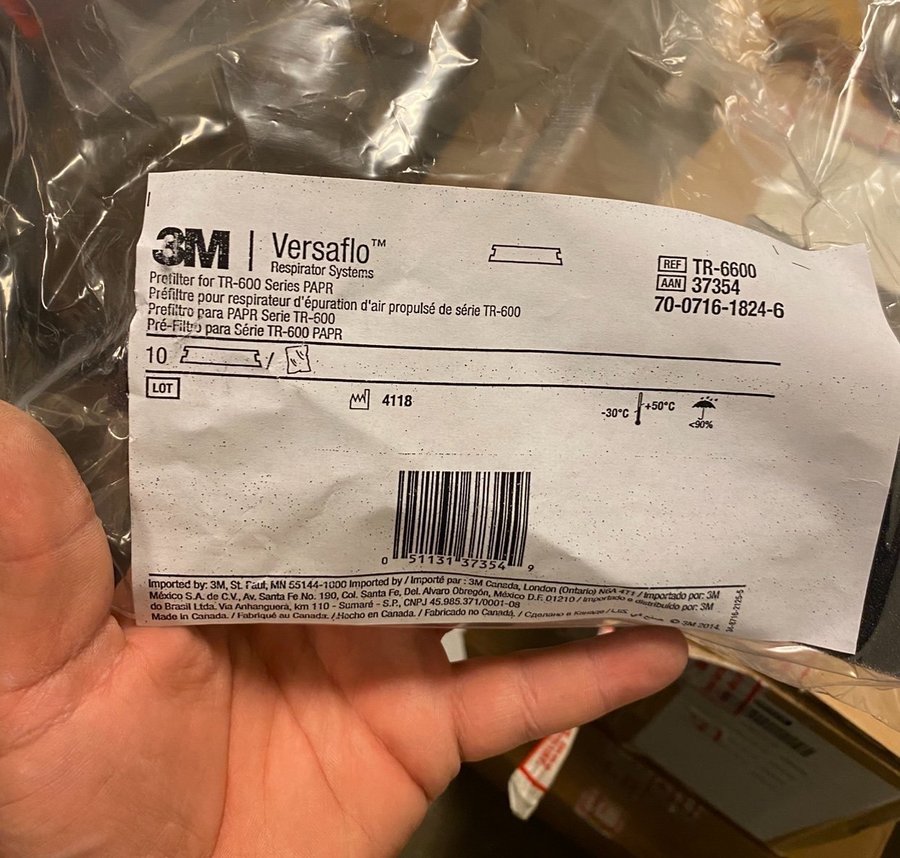 3M | Versaflo™
Respirator Systems
Prefilter for TR-600 Series PAPR
Préfiltre pour respirateur d'épuration d'air propulsé de série TR-600
Prefiltro para PAPR Serie TR-600
Pré-Filtro para Série TR-600 PAPR
REF TR-6600
AAN 37354
70-0716-1824-6
10 /
LOT
4118
-30°C +50°C
<90%
0 51131 37354 9
Imported by: 3M, St. Paul, MN 55144-1000 Imported by / Importé par : 3M Canada, London (Ontario) N6A 4T1 / Importado por: 3M
México S.A. de C.V., Av. Santa Fe No. 190, Col. Santa Fe, Del. Alvaro Obregón, México D.F. 01210 / Importado e distribuído por: 3M
do Brasil Ltda. Via Anhanguera, km 110 - Sumaré - S.P., CNPJ 45.985.371/0001-08
Made in Canada. / Fabriqué au Canada. / Hecho en Canada. / Fabricado no Canadá. / © 3M 2014.
34-8716-2125-5